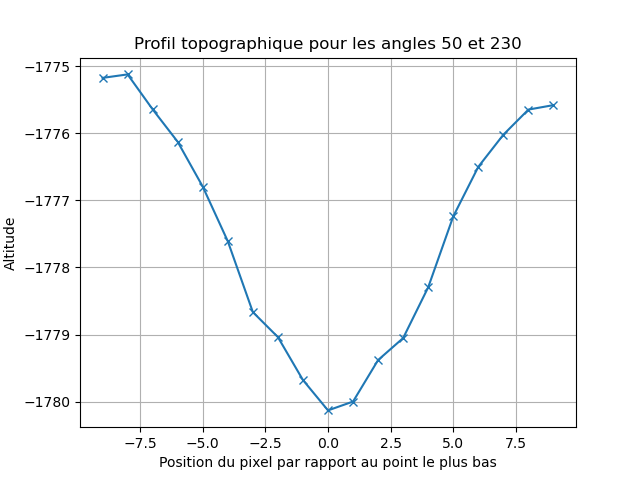 Profil topographique pour les angles 50 et 230
−1775
−1776
−1777
−1778
−1779
−1780
Altitude
−7.5 −5.0 −2.5 0.0 2.5 5.0 7.5
Position du pixel par rapport au point le plus bas